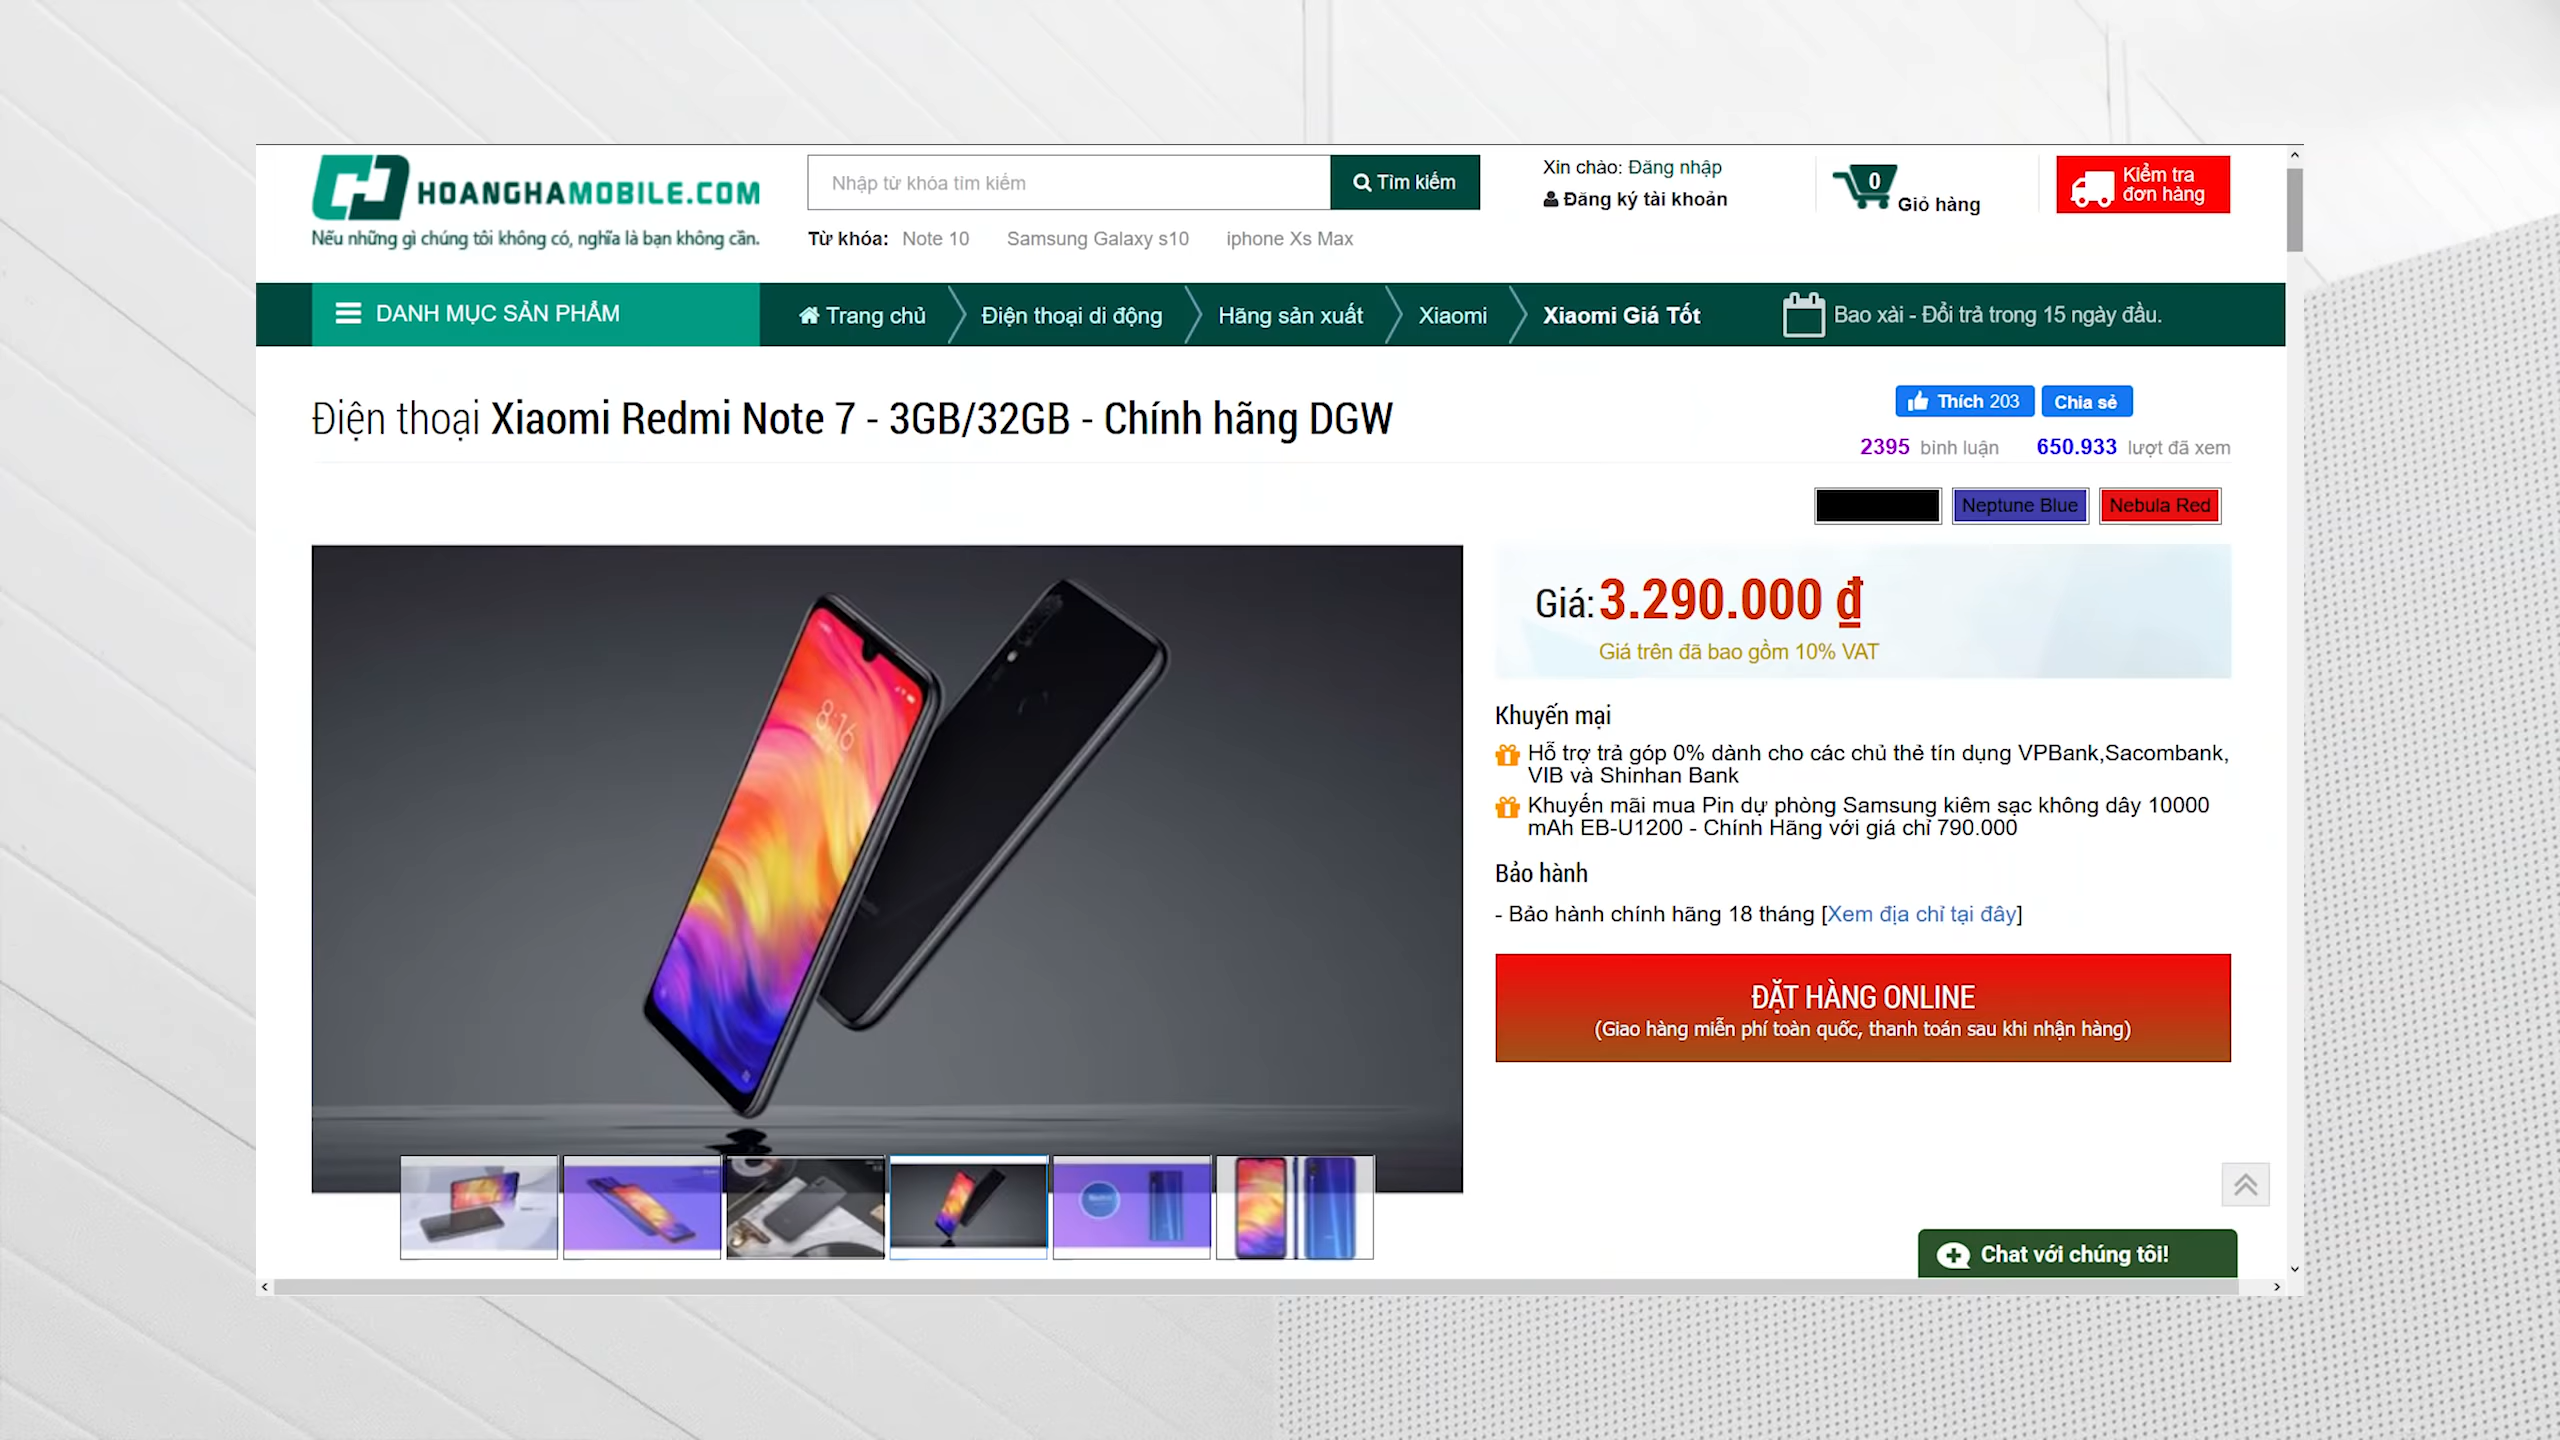 HOANGHAMOBILE.COM
Nếu những gì chúng tôi không có, nghĩa là bạn không cần.
Nhập từ khóa tìm kiếm
Tìm kiếm
Từ khóa: Note 10 Samsung Galaxy s10 iphone Xs Max
Xin chào: Đăng nhập
Đăng ký tài khoản
0
Giỏ hàng
Kiểm tra
đơn hàng
DANH MỤC SẢN PHẨM
Trang chủ Điện thoại di động Hãng sản xuất Xiaomi Xiaomi Giá Tốt
Bao xài - Đổi trả trong 15 ngày đầu.
Điện thoại Xiaomi Redmi Note 7 - 3GB/32GB - Chính hãng DGW
Thích 203 Chia sẻ
2395 bình luận 650.933 lượt đã xem
Neptune Blue Nebula Red
8:16
Giá: 3.290.000 ₫
Giá trên đã bao gồm 10% VAT
Khuyến mại
Hỗ trợ trả góp 0% dành cho các chủ thẻ tín dụng VPBank,Sacombank,
VIB và Shinhan Bank
Khuyến mãi mua Pin dự phòng Samsung kiêm sạc không dây 10000
mAh EB-U1200 - Chính Hãng với giá chỉ 790.000
Bảo hành
- Bảo hành chính hãng 18 tháng [Xem địa chỉ tại đây]
ĐẶT HÀNG ONLINE
(Giao hàng miễn phí toàn quốc, thanh toán sau khi nhận hàng)
Chat với chúng tôi!